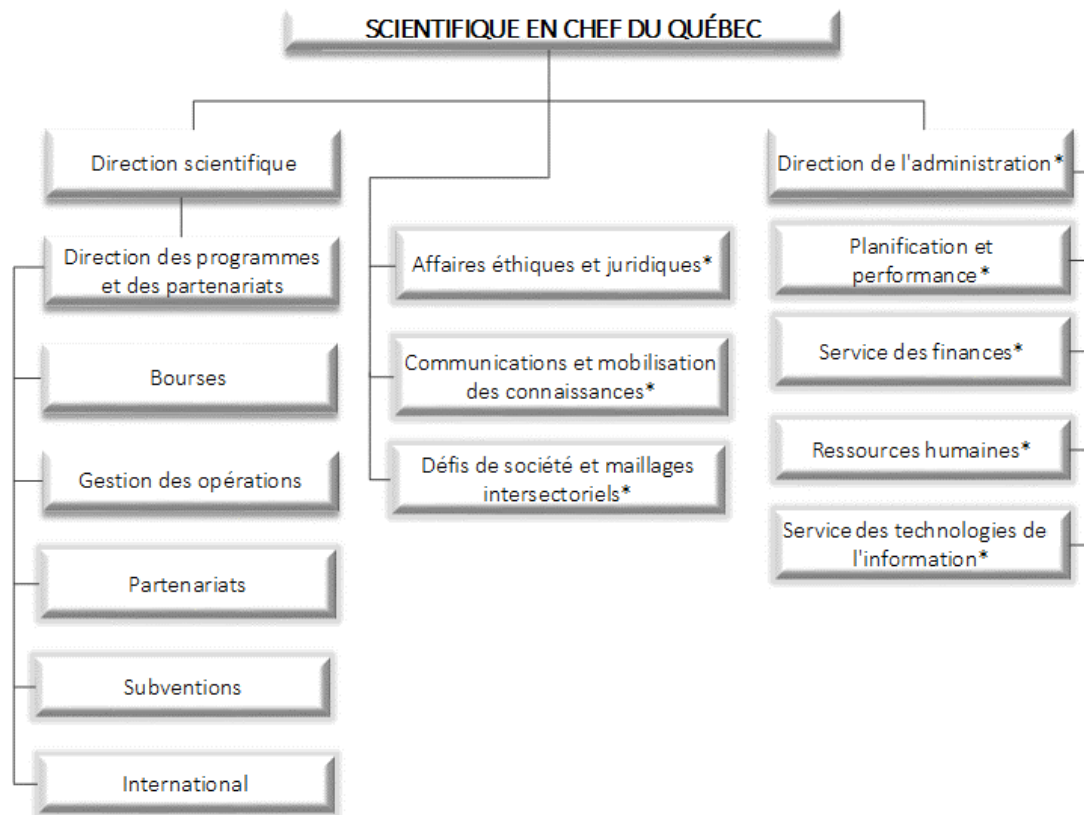 SCIENTIFIQUE EN CHEF DU QUÉBEC
Direction scientifique
Direction des programmes
et des partenariats
Bourses
Gestion des opérations
Partenariats
Subventions
International
Affaires éthiques et juridiques*
Communications et mobilisation
des connaissances*
Défis de société et maillages
intersectoriels*
Direction de l'administration*
Planification et
performance*
Service des finances*
Ressources humaines*
Service des technologies de
l'information*